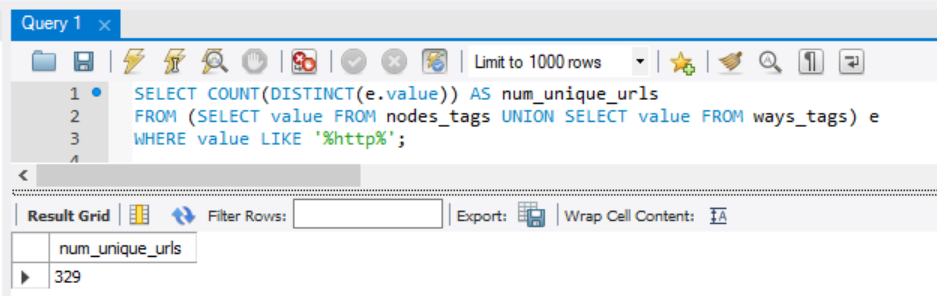 Query 1
Limit to 1000 rows
1 SELECT COUNT(DISTINCT(e.value)) AS num_unique_urls
2 FROM (SELECT value FROM nodes_tags UNION SELECT value FROM ways_tags) e
3 WHERE value LIKE '%http%';
4
Result Grid Filter Rows: Export: Wrap Cell Content: IA
num_unique_urls
329